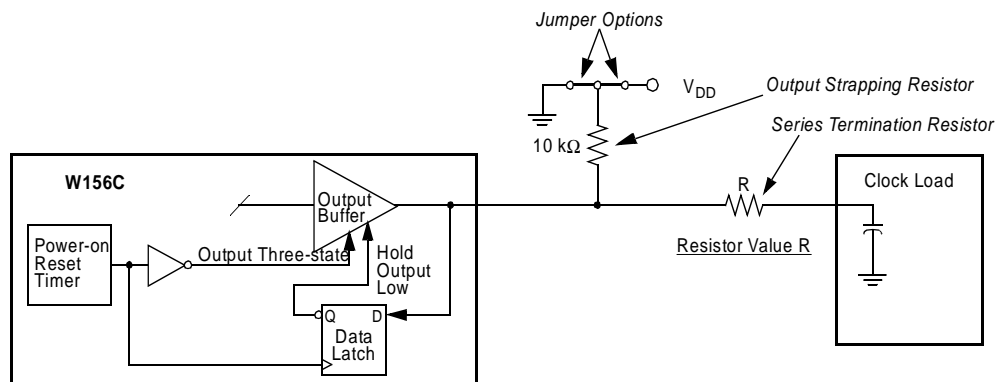 Jumper Options
V_DD
Output Strapping Resistor
10 kΩ
Series Termination Resistor
W156C
R
Clock Load
Output
Buffer
Power-on
Reset
Timer
Output Three-state
Hold
Output
Low
Resistor Value R
Q
D
Data
Latch